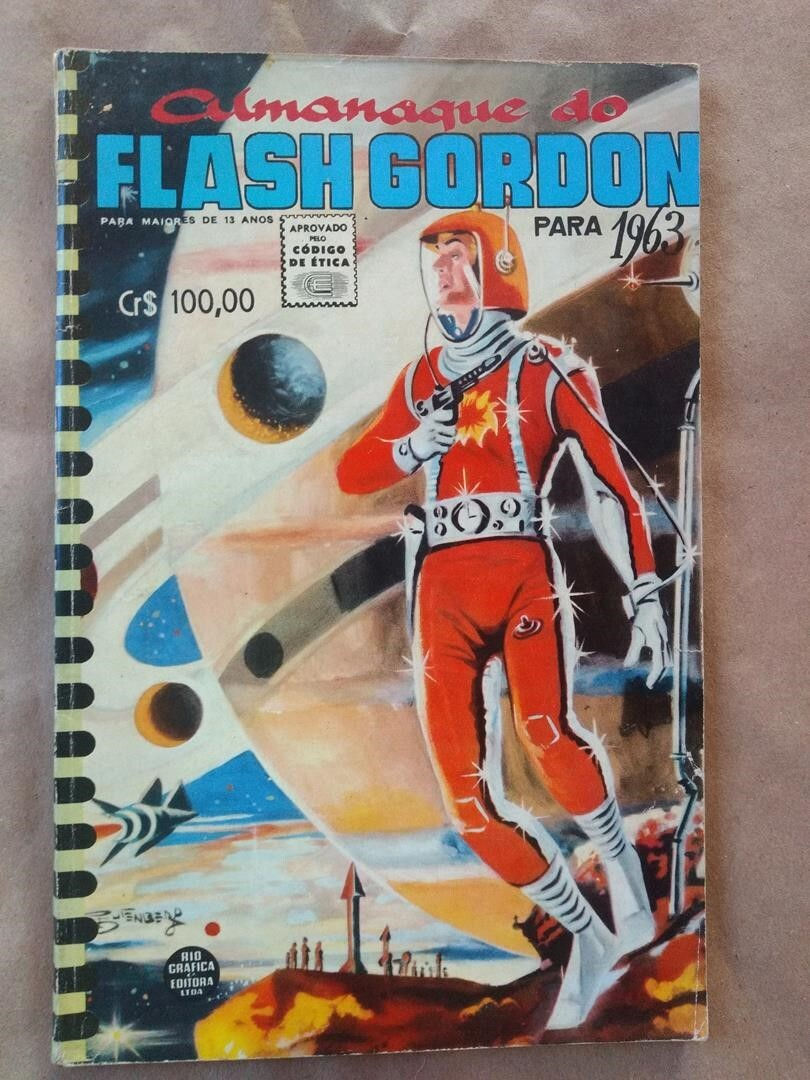 Almanaque do
FLASH GORDON
PARA MAIORES DE 13 ANOS
PARA 1963
APROVADO
PELO
CÓDIGO
DE ÉTICA
Cr$ 100,00
RIO
GRÁFICA
E
EDITORA
LTDA